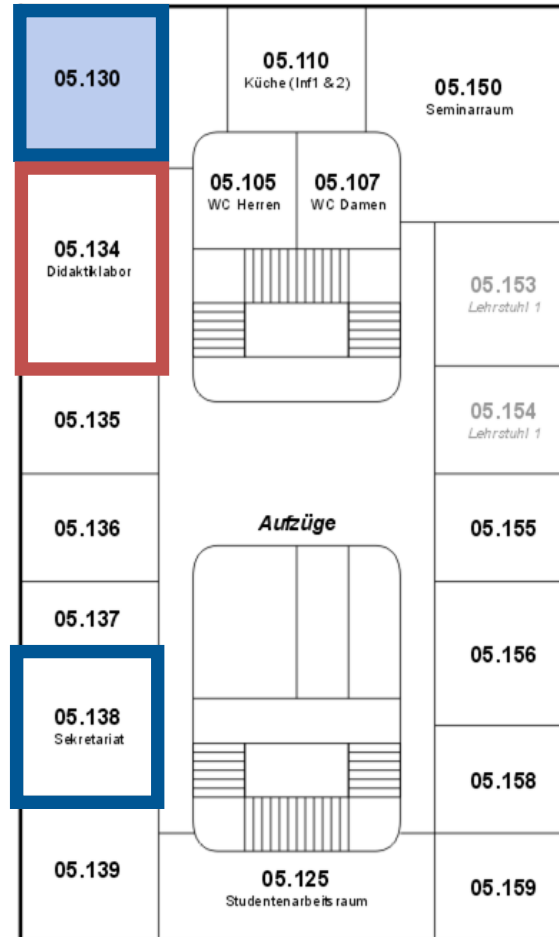 05.130
05.110
Küche (Inf1 & 2)
05.150
Seminarraum
05.105
WC Herren
05.107
WC Damen
05.134
Didaktiklabor
05.153
Lehrstuhl 1
05.135
05.154
Lehrstuhl 1
05.136
Aufzüge
05.155
05.137
05.156
05.138
Sekretariat
05.158
05.139
05.125
Studentenarbeitsraum
05.159